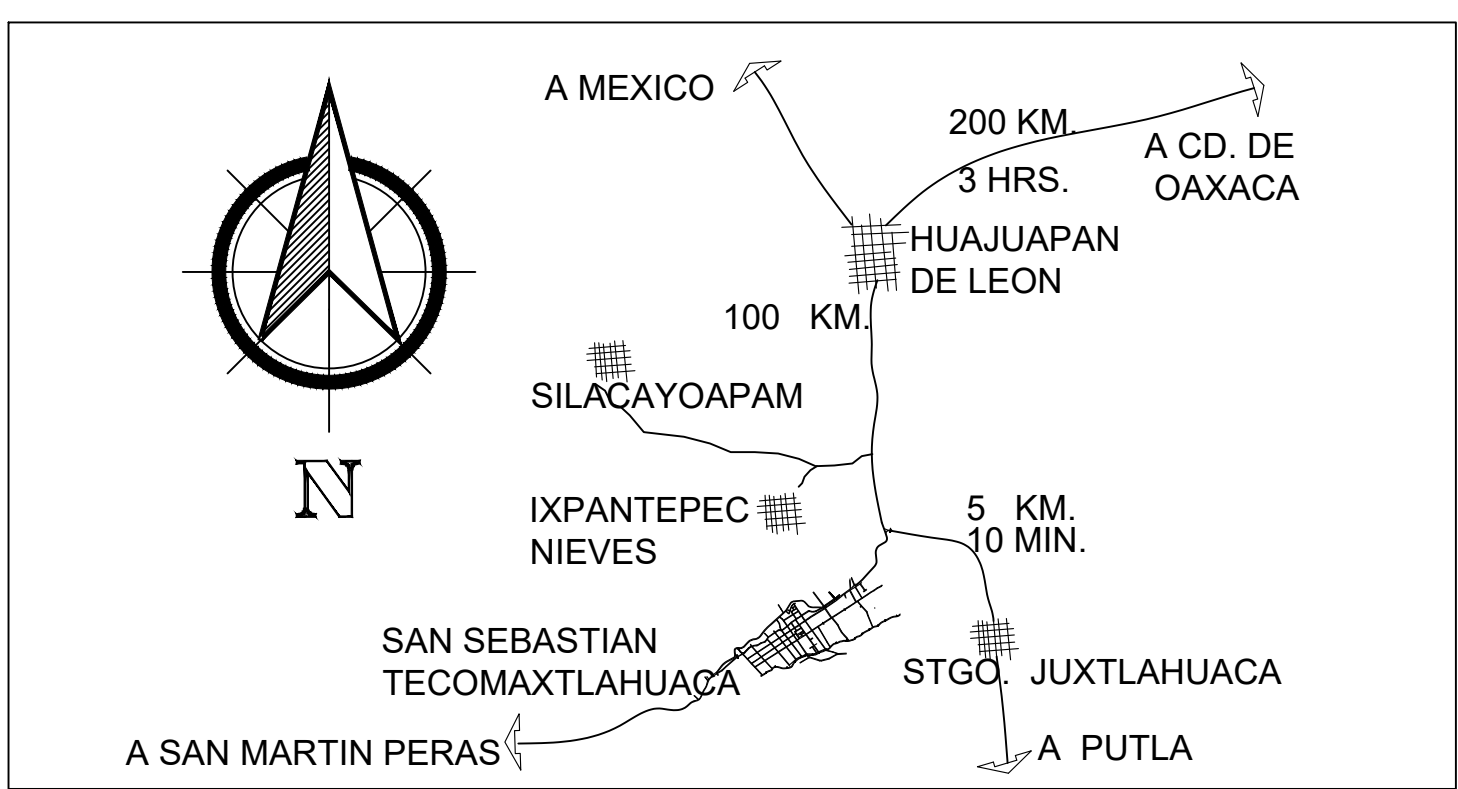 A MEXICO
200 KM.
3 HRS.
A CD. DE
OAXACA
HUAJUAPAN
DE LEON
100 KM.
SILACAYOAPAM
IXPANTEPEC
NIEVES
5 KM.
10 MIN.
N
SAN SEBASTIAN
TECOMAXTLAHUACA
STGO. JUXTLAHUACA
A SAN MARTIN PERAS
A PUTLA